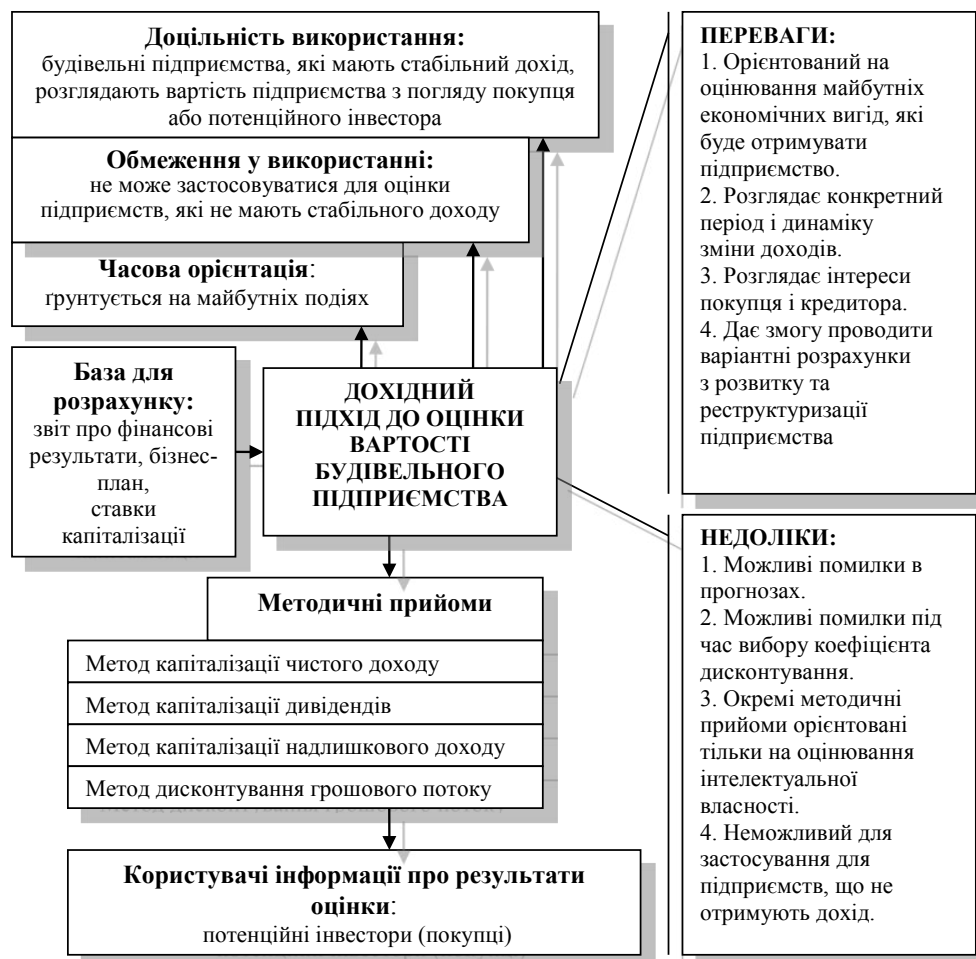 Доцільність використання:
будівельні підприємства, які мають стабільний дохід,
розглядають вартість підприємства з погляду покупця
або потенційного інвестора
Обмеження у використанні:
не може застосовуватися для оцінки
підприємств, які не мають стабільного доходу
Часова орієнтація:
ґрунтується на майбутніх подіях
База для
розрахунку:
звіт про фінансові
результати, бізнес-
план,
ставки
капіталізації
ДОХІДНИЙ
ПІДХІД ДО ОЦІНКИ
ВАРТОСТІ
БУДІВЕЛЬНОГО
ПІДПРИЄМСТВА
Методичні прийоми
Метод капіталізації чистого доходу
Метод капіталізації дивідендів
Метод капіталізації надлишкового доходу
Метод дисконтування грошового потоку
Користувачі інформації про результати
оцінки:
потенційні інвестори (покупці)
ПЕРЕВАГИ:
1. Орієнтований на
оцінювання майбутніх
економічних вигід, які
буде отримувати
підприємство.
2. Розглядає конкретний
період і динаміку
зміни доходів.
3. Розглядає інтереси
покупця і кредитора.
4. Дає змогу проводити
варіантні розрахунки
з розвитку та
реструктуризації
підприємства
НЕДОЛІКИ:
1. Можливі помилки в
прогнозах.
2. Можливі помилки під
час вибору коефіцієнта
дисконтування.
3. Окремі методичні
прийоми орієнтовані
тільки на оцінювання
інтелектуальної
власності.
4. Неможливий для
застосування для
підприємств, що не
отримують дохід.